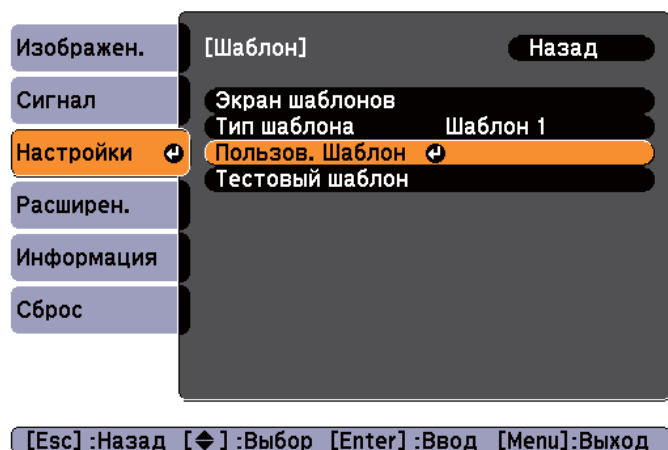 Изображен.
Сигнал
Настройки
Расширен.
Информация
Сброс
[Шаблон] Назад
Экран шаблонов
Тип шаблона Шаблон 1
Пользов. Шаблон
Тестовый шаблон
[Esc] :Назад [◆] :Выбор [Enter] :Ввод [Menu]:Выход